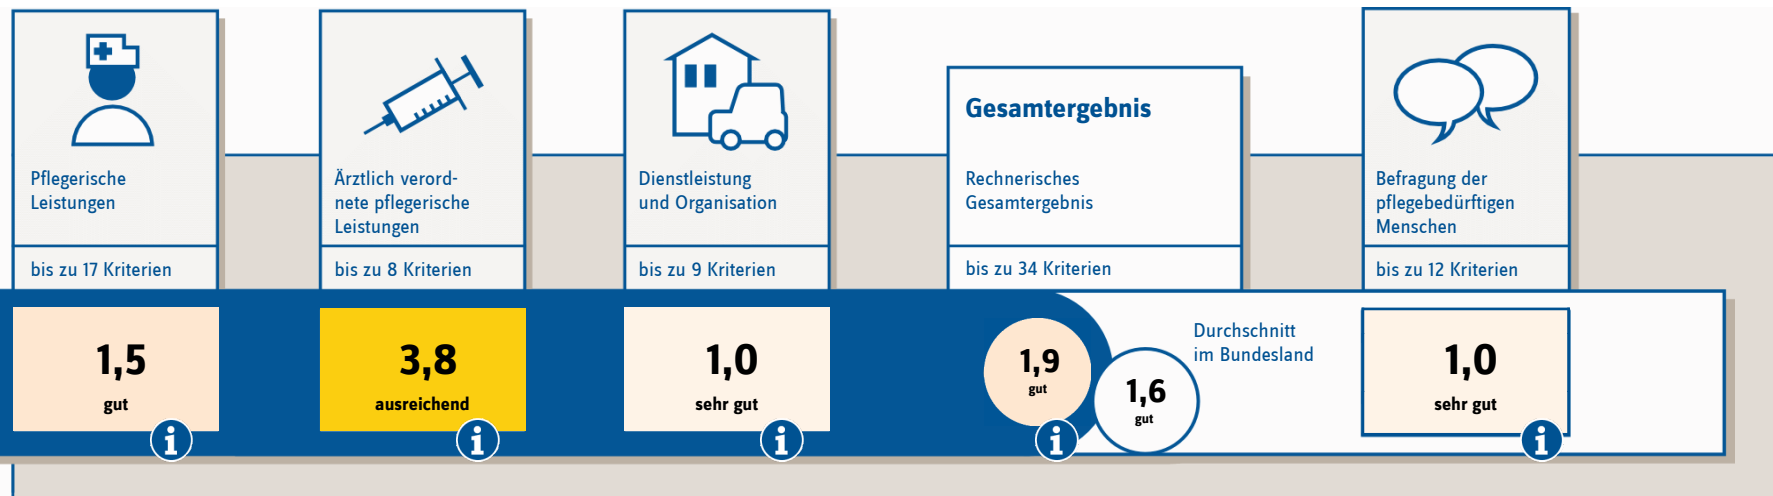 Pflegerische
Leistungen
bis zu 17 Kriterien
1,5
gut
i
Ärztlich verord-
nete pflegerische
Leistungen
bis zu 8 Kriterien
3,8
ausreichend
i
Dienstleistung
und Organisation
bis zu 9 Kriterien
1,0
sehr gut
i
Gesamtergebnis
Rechnerisches
Gesamtergebnis
bis zu 34 Kriterien
1,9
gut
i
Durchschnitt
im Bundesland
1,6
gut
Befragung der
pflegebedürftigen
Menschen
bis zu 12 Kriterien
1,0
sehr gut
i